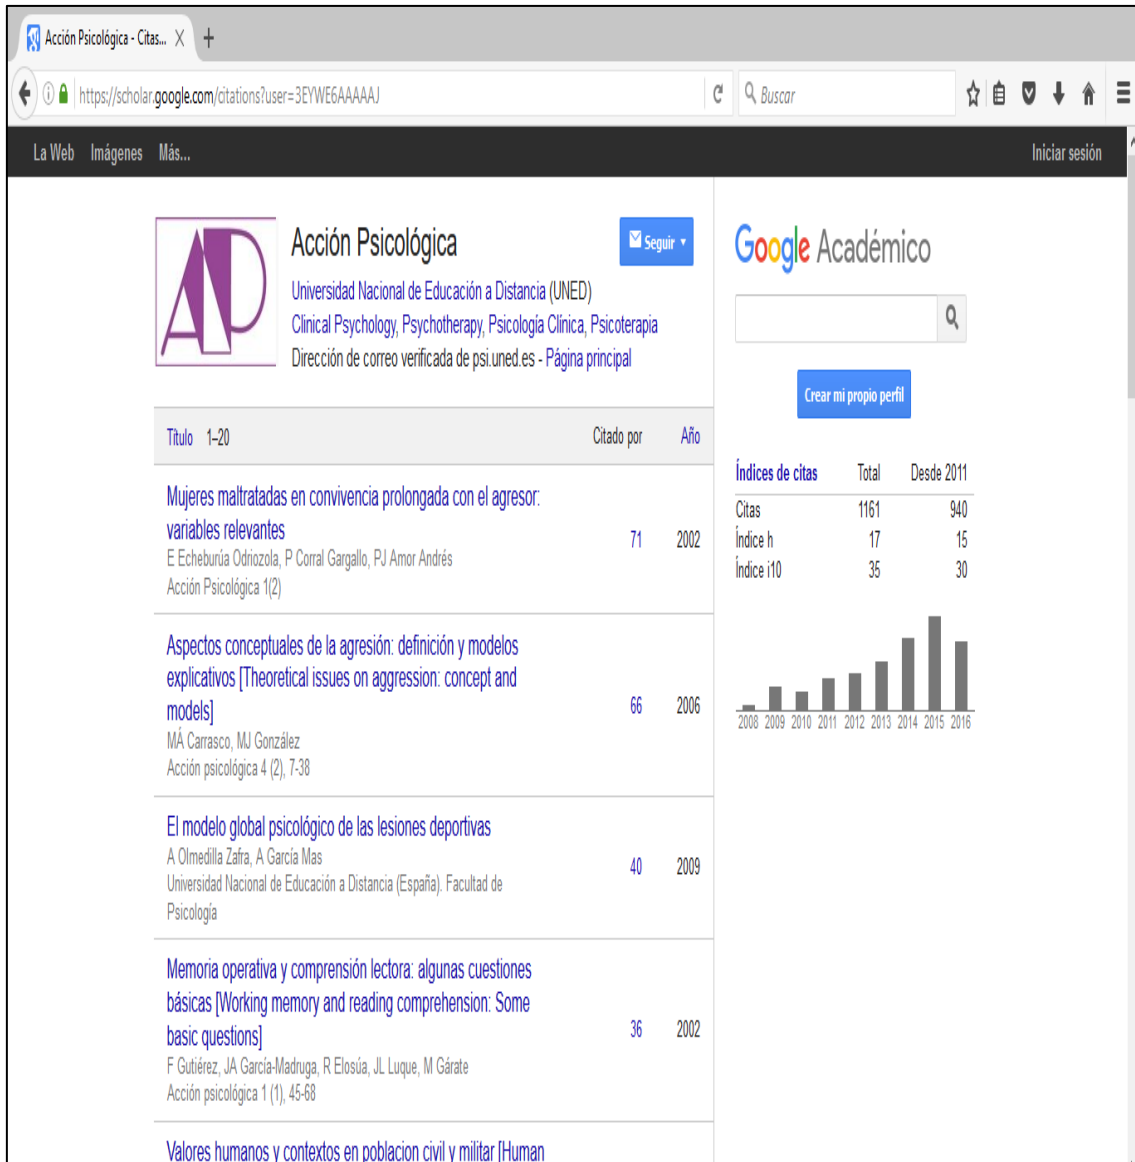 Acción Psicológica - Citas...
https://scholar.google.com/citations?user=3EYWE6AAAAAJ
Buscar
La Web Imágenes Más... Iniciar sesión
AP
Acción Psicológica
Seguir
Universidad Nacional de Educación a Distancia (UNED)
Clinical Psychology, Psychotherapy, Psicología Clínica, Psicoterapia
Dirección de correo verificada de psi.uned.es - Página principal
Título 1–20 Citado por Año
Mujeres maltratadas en convivencia prolongada con el agresor:
variables relevantes
71 2002
E Echeburúa Odriozola, P Corral Gargallo, PJ Amor Andrés
Acción Psicológica 1(2)
Aspectos conceptuales de la agresión: definición y modelos
explicativos [Theoretical issues on aggression: concept and
models]
66 2006
MÁ Carrasco, MJ González
Acción psicológica 4 (2), 7-38
El modelo global psicológico de las lesiones deportivas
A Olmedilla Zafra, A García Mas
40 2009
Universidad Nacional de Educación a Distancia (España). Facultad de
Psicología
Memoria operativa y comprensión lectora: algunas cuestiones
básicas [Working memory and reading comprehension: Some
basic questions]
36 2002
F Gutiérez, JA García-Madruga, R Elosúa, JL Luque, M Gárate
Acción psicológica 1 (1), 45-68
Valores humanos y contextos en poblacion civil y militar [Human
Google Académico
Crear mi propio perfil
Índices de citas Total Desde 2011
Citas 1161 940
Índice h 17 15
Índice i10 35 30
2008 2009 2010 2011 2012 2013 2014 2015 2016